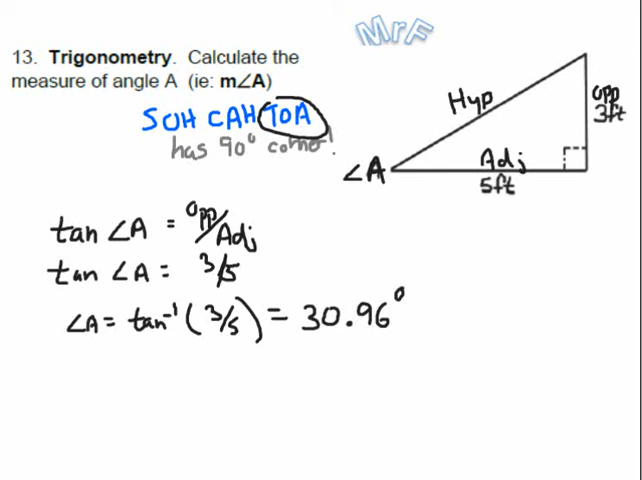 MrF
13. Trigonometry. Calculate the
measure of angle A (ie: m∠A)
SOH CAH TOA
has 90° corner!
Hyp
opp
3ft
∠A
Adj
5ft
tan ∠A = opp/Adj
tan ∠A = 3/5
∠A = tan⁻¹ (3/5) = 30.96°